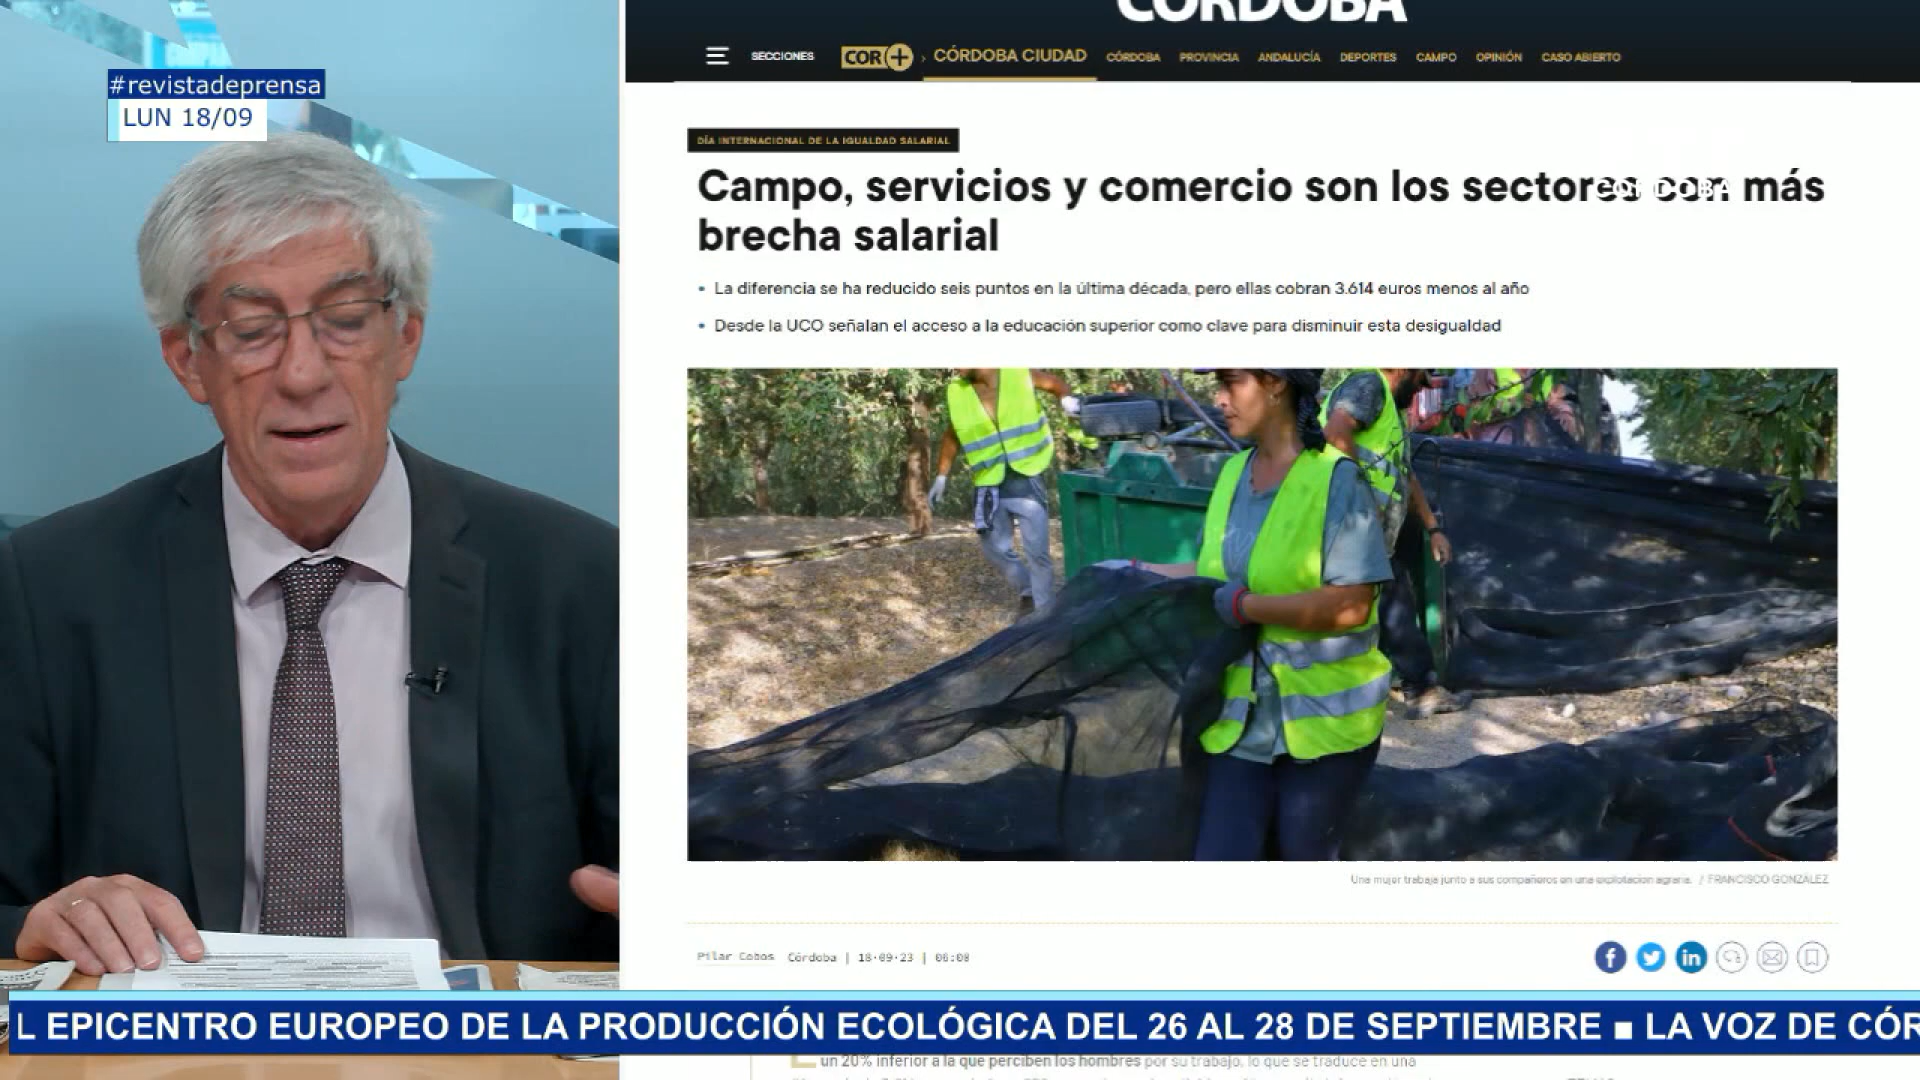 #revistadeprensa
LUN 18/09
CÓRDOBA
SECCIONES COR+ › CÓRDOBA CIUDAD CÓRDOBA PROVINCIA ANDALUCÍA DEPORTES CAMPO OPINIÓN CASO ABIERTO
DÍA INTERNACIONAL DE LA IGUALDAD SALARIAL
Campo, servicios y comercio son los sectores con más
brecha salarial
CÓRDOBA
• La diferencia se ha reducido seis puntos en la última década, pero ellas cobran 3.614 euros menos al año
• Desde la UCO señalan el acceso a la educación superior como clave para disminuir esta desigualdad
Una mujer trabaja junto a sus compañeros en una explotación agraria. / FRANCISCO GONZÁLEZ
Pilar Cobos Córdoba | 18·09·23 | 06:00
L EPICENTRO EUROPEO DE LA PRODUCCIÓN ECOLÓGICA DEL 26 AL 28 DE SEPTIEMBRE ■ LA VOZ DE CÓR
un 20% inferior a la que perciben los hombres por su trabajo, lo que se traduce en una